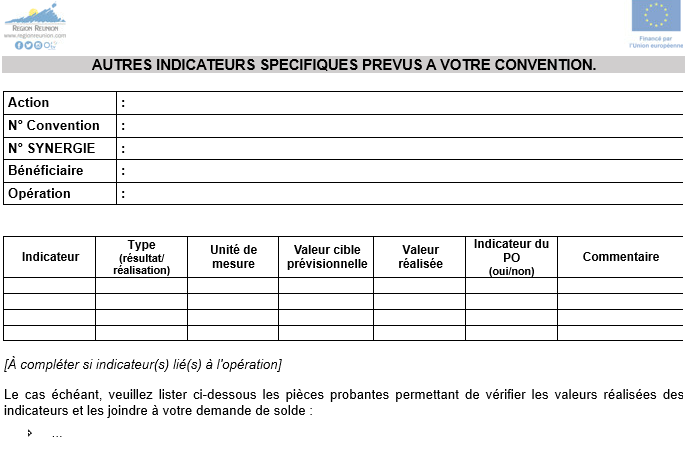 REGION REUNION
www.regionreunion.com
Financé par
l'Union européenne
AUTRES INDICATEURS SPECIFIQUES PREVUS A VOTRE CONVENTION.
Action :
N° Convention :
N° SYNERGIE :
Bénéficiaire :
Opération :
Indicateur
Type
(résultat/
réalisation)
Unité de
mesure
Valeur cible
prévisionnelle
Valeur
réalisée
Indicateur du
PO
(oui/non)
Commentaire
[À compléter si indicateur(s) lié(s) à l'opération]
Le cas échéant, veuillez lister ci-dessous les pièces probantes permettant de vérifier les valeurs réalisées des
indicateurs et les joindre à votre demande de solde :
...